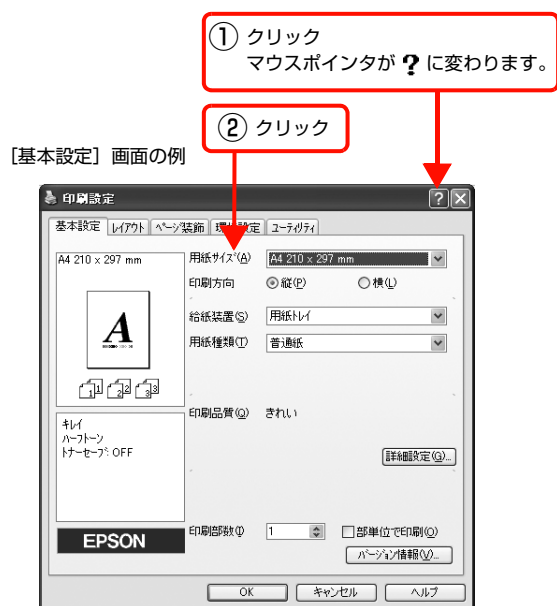 ① クリック
マウスポインタが ? に変わります。
② クリック
[基本設定]画面の例
印刷設定
基本設定 レイアウト ページ装飾 環境設定 ユーティリティ
A4 210 x 297 mm
用紙サイズ(A) A4 210 x 297 mm
印刷方向 縦(P) 横(L)
A
給紙装置(S) 用紙トレイ
用紙種類(T) 普通紙
1 1 2 2 3 3
印刷品質(Q) きれい
キレイ
ハーフトーン
トナーセーブ: OFF
詳細設定(G)...
EPSON
印刷部数(I) 1 部単位で印刷(O)
バージョン情報(V)...
OK キャンセル ヘルプ